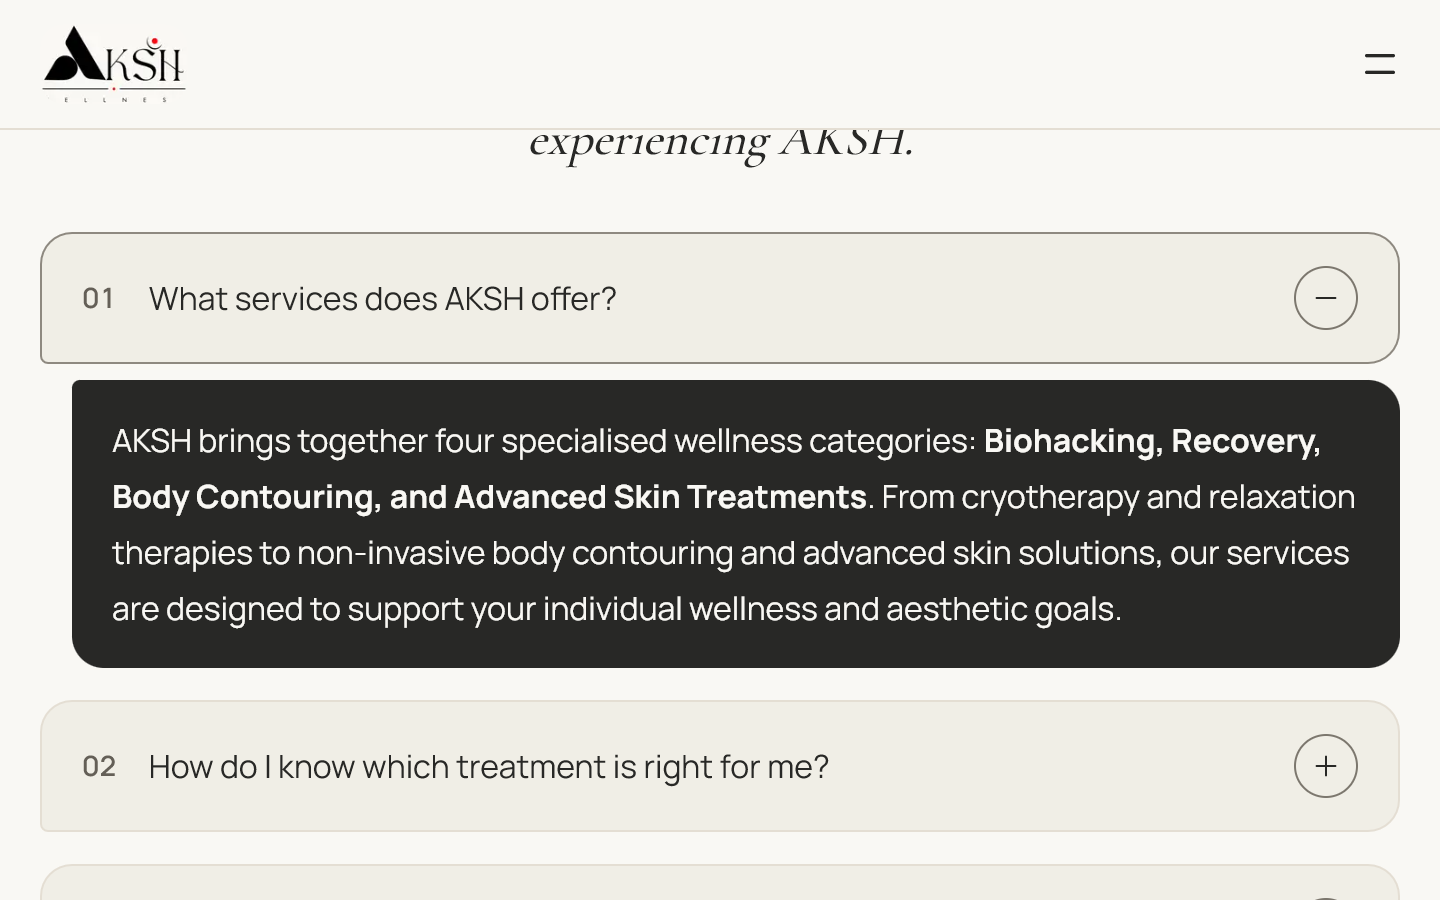 AKSH
ELLNES
experiencing AKSH.
01 What services does AKSH offer?
AKSH brings together four specialised wellness categories: Biohacking, Recovery,
Body Contouring, and Advanced Skin Treatments. From cryotherapy and relaxation
therapies to non-invasive body contouring and advanced skin solutions, our services
are designed to support your individual wellness and aesthetic goals.
02 How do I know which treatment is right for me?